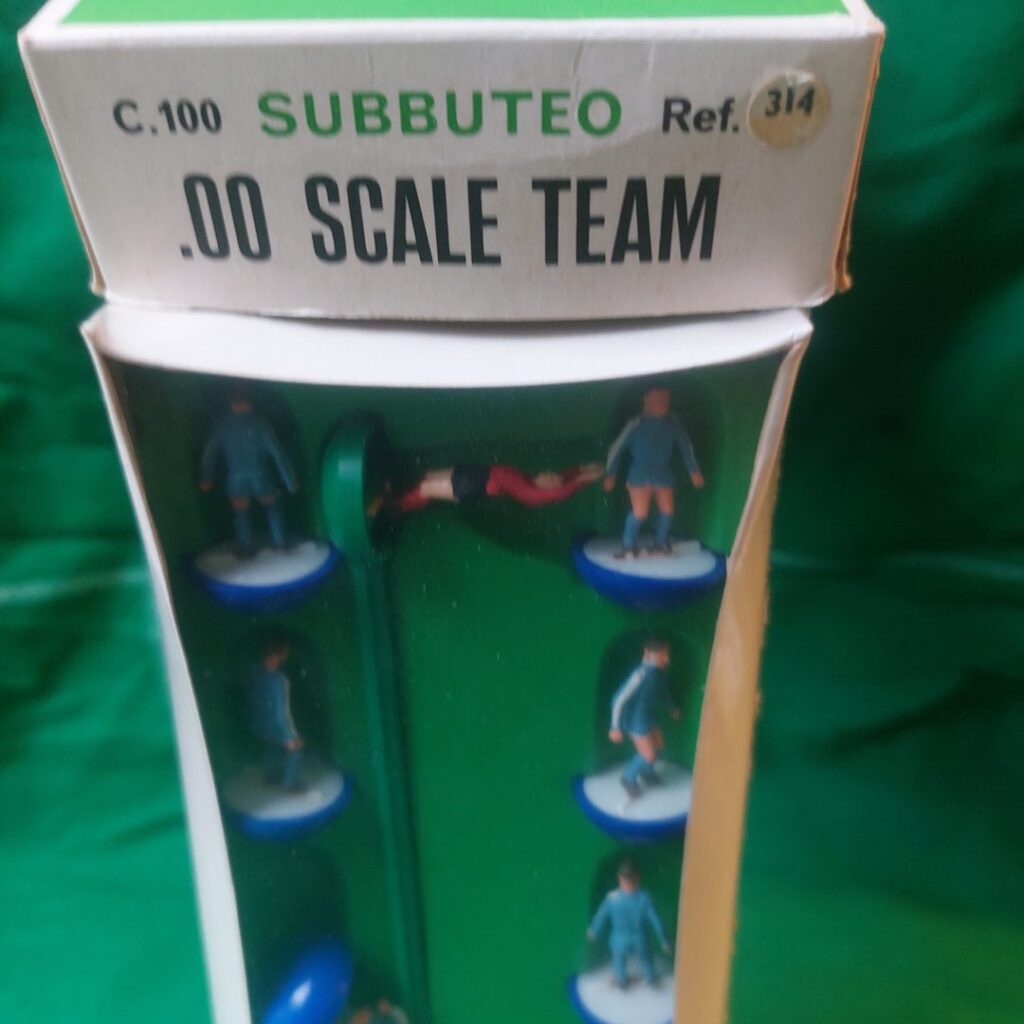 C.100 SUBBUTEO Ref. 314
.00 SCALE TEAM